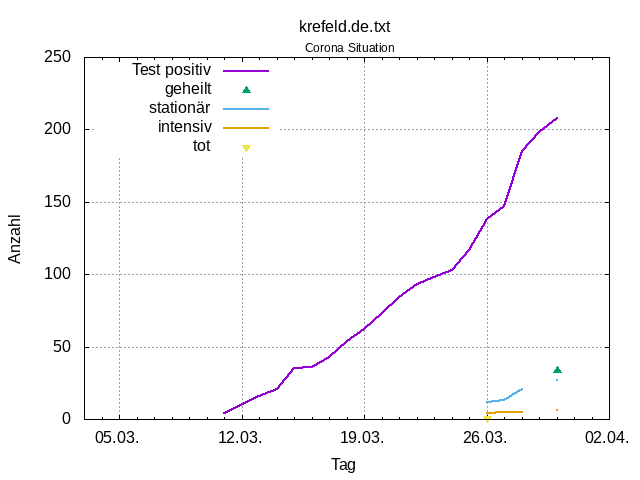 krefeld.de.txt
Corona Situation
250
200
150
100
50
0
Anzahl
Test positiv
geheilt
stationär
intensiv
tot
05.03.
12.03.
19.03.
26.03.
02.04.
Tag